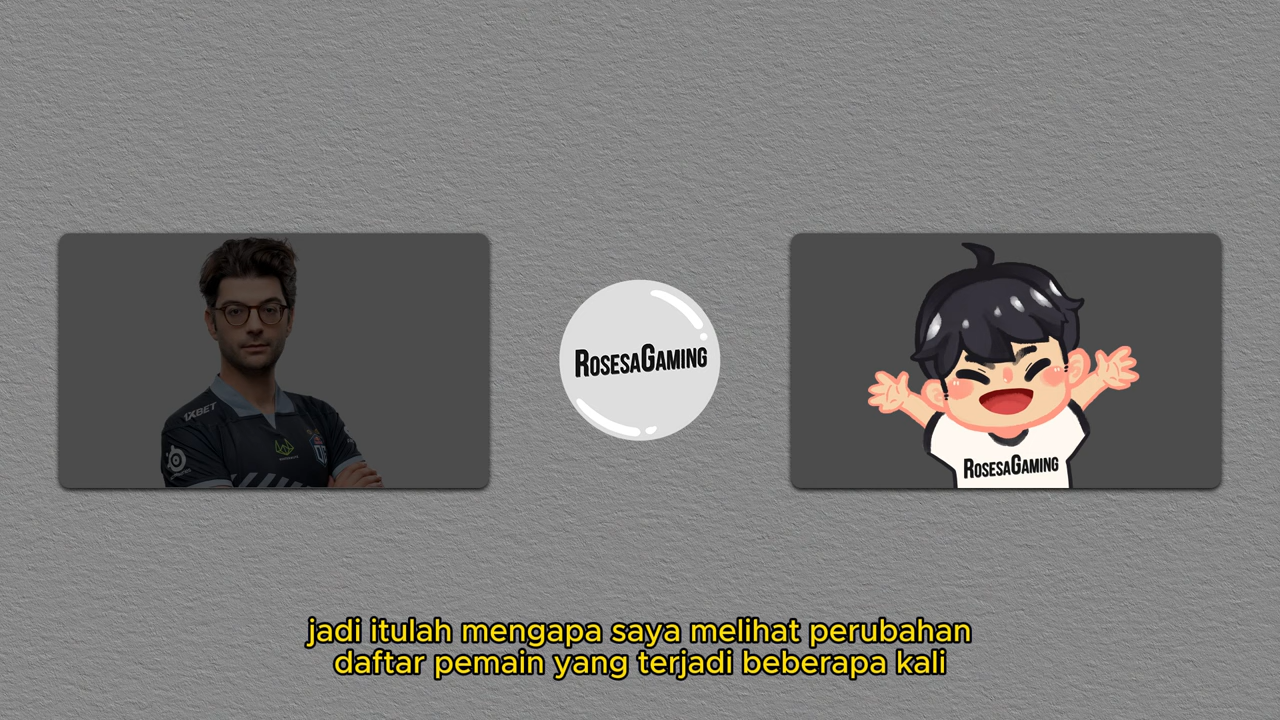 1XBET
ROSESAGAMING
ROSESAGAMING
jadi itulah mengapa saya melihat perubahan
daftar pemain yang terjadi beberapa kali